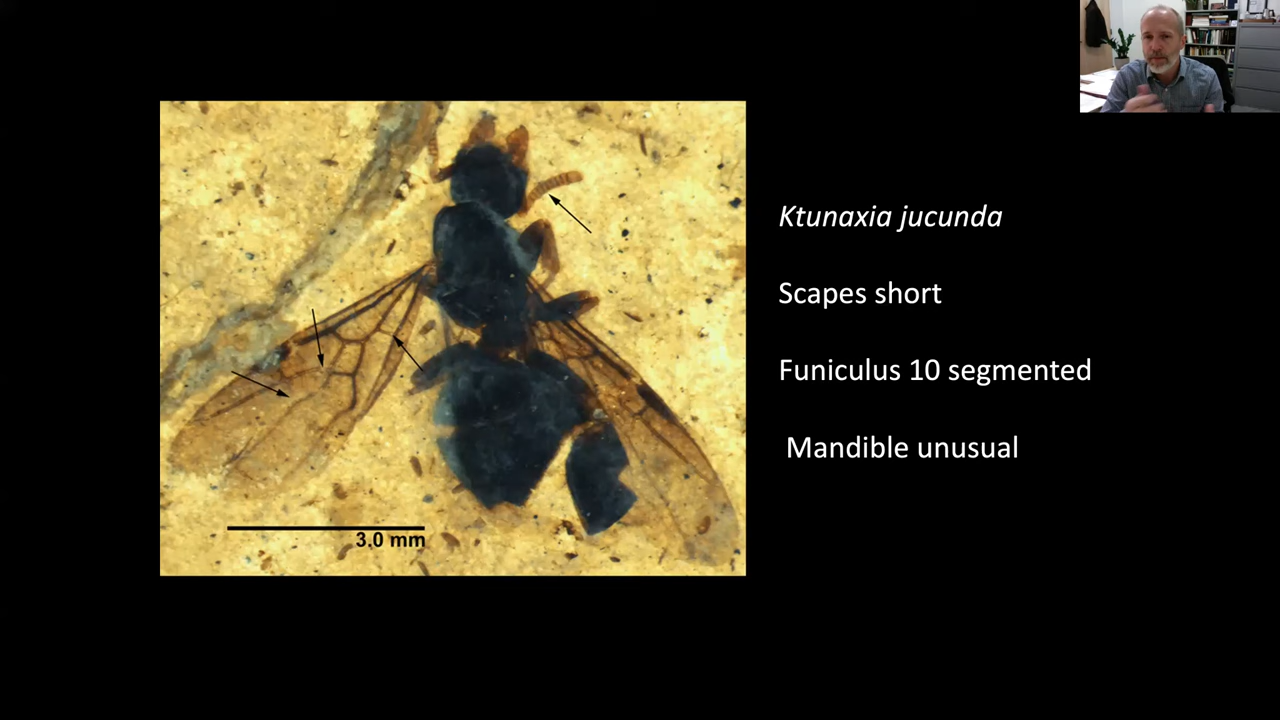 Ktunaxia jucunda
Scapes short
Funiculus 10 segmented
Mandible unusual
3.0 mm